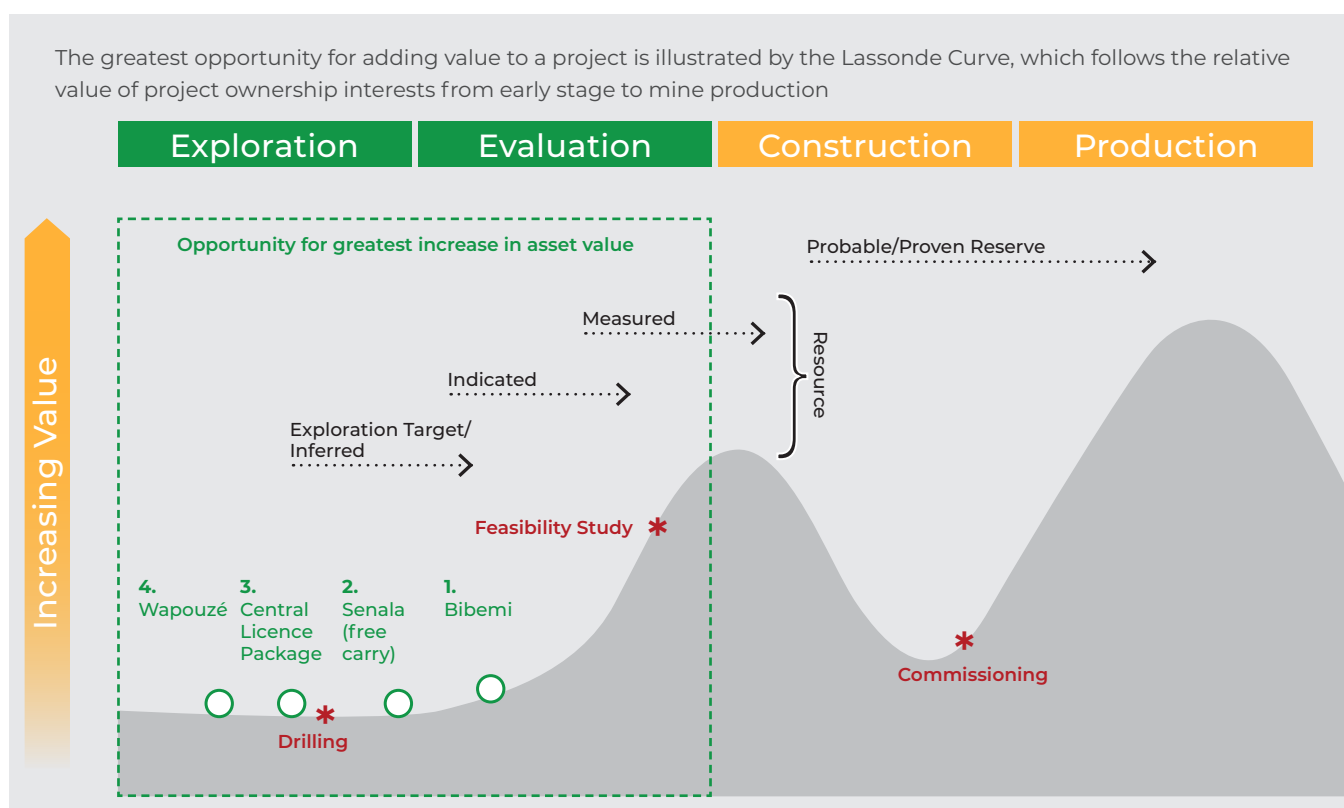 The greatest opportunity for adding value to a project is illustrated by the Lassonde Curve, which follows the relative
value of project ownership interests from early stage to mine production
Exploration
Evaluation
Construction
Production
Increasing Value
Opportunity for greatest increase in asset value
Probable/Proven Reserve
Measured
Resource
Indicated
Exploration Target/
Inferred
Feasibility Study
4.
Wapouzé
3.
Central
Licence
Package
2.
Senala
(free
carry)
1.
Bibemi
Drilling
Commissioning